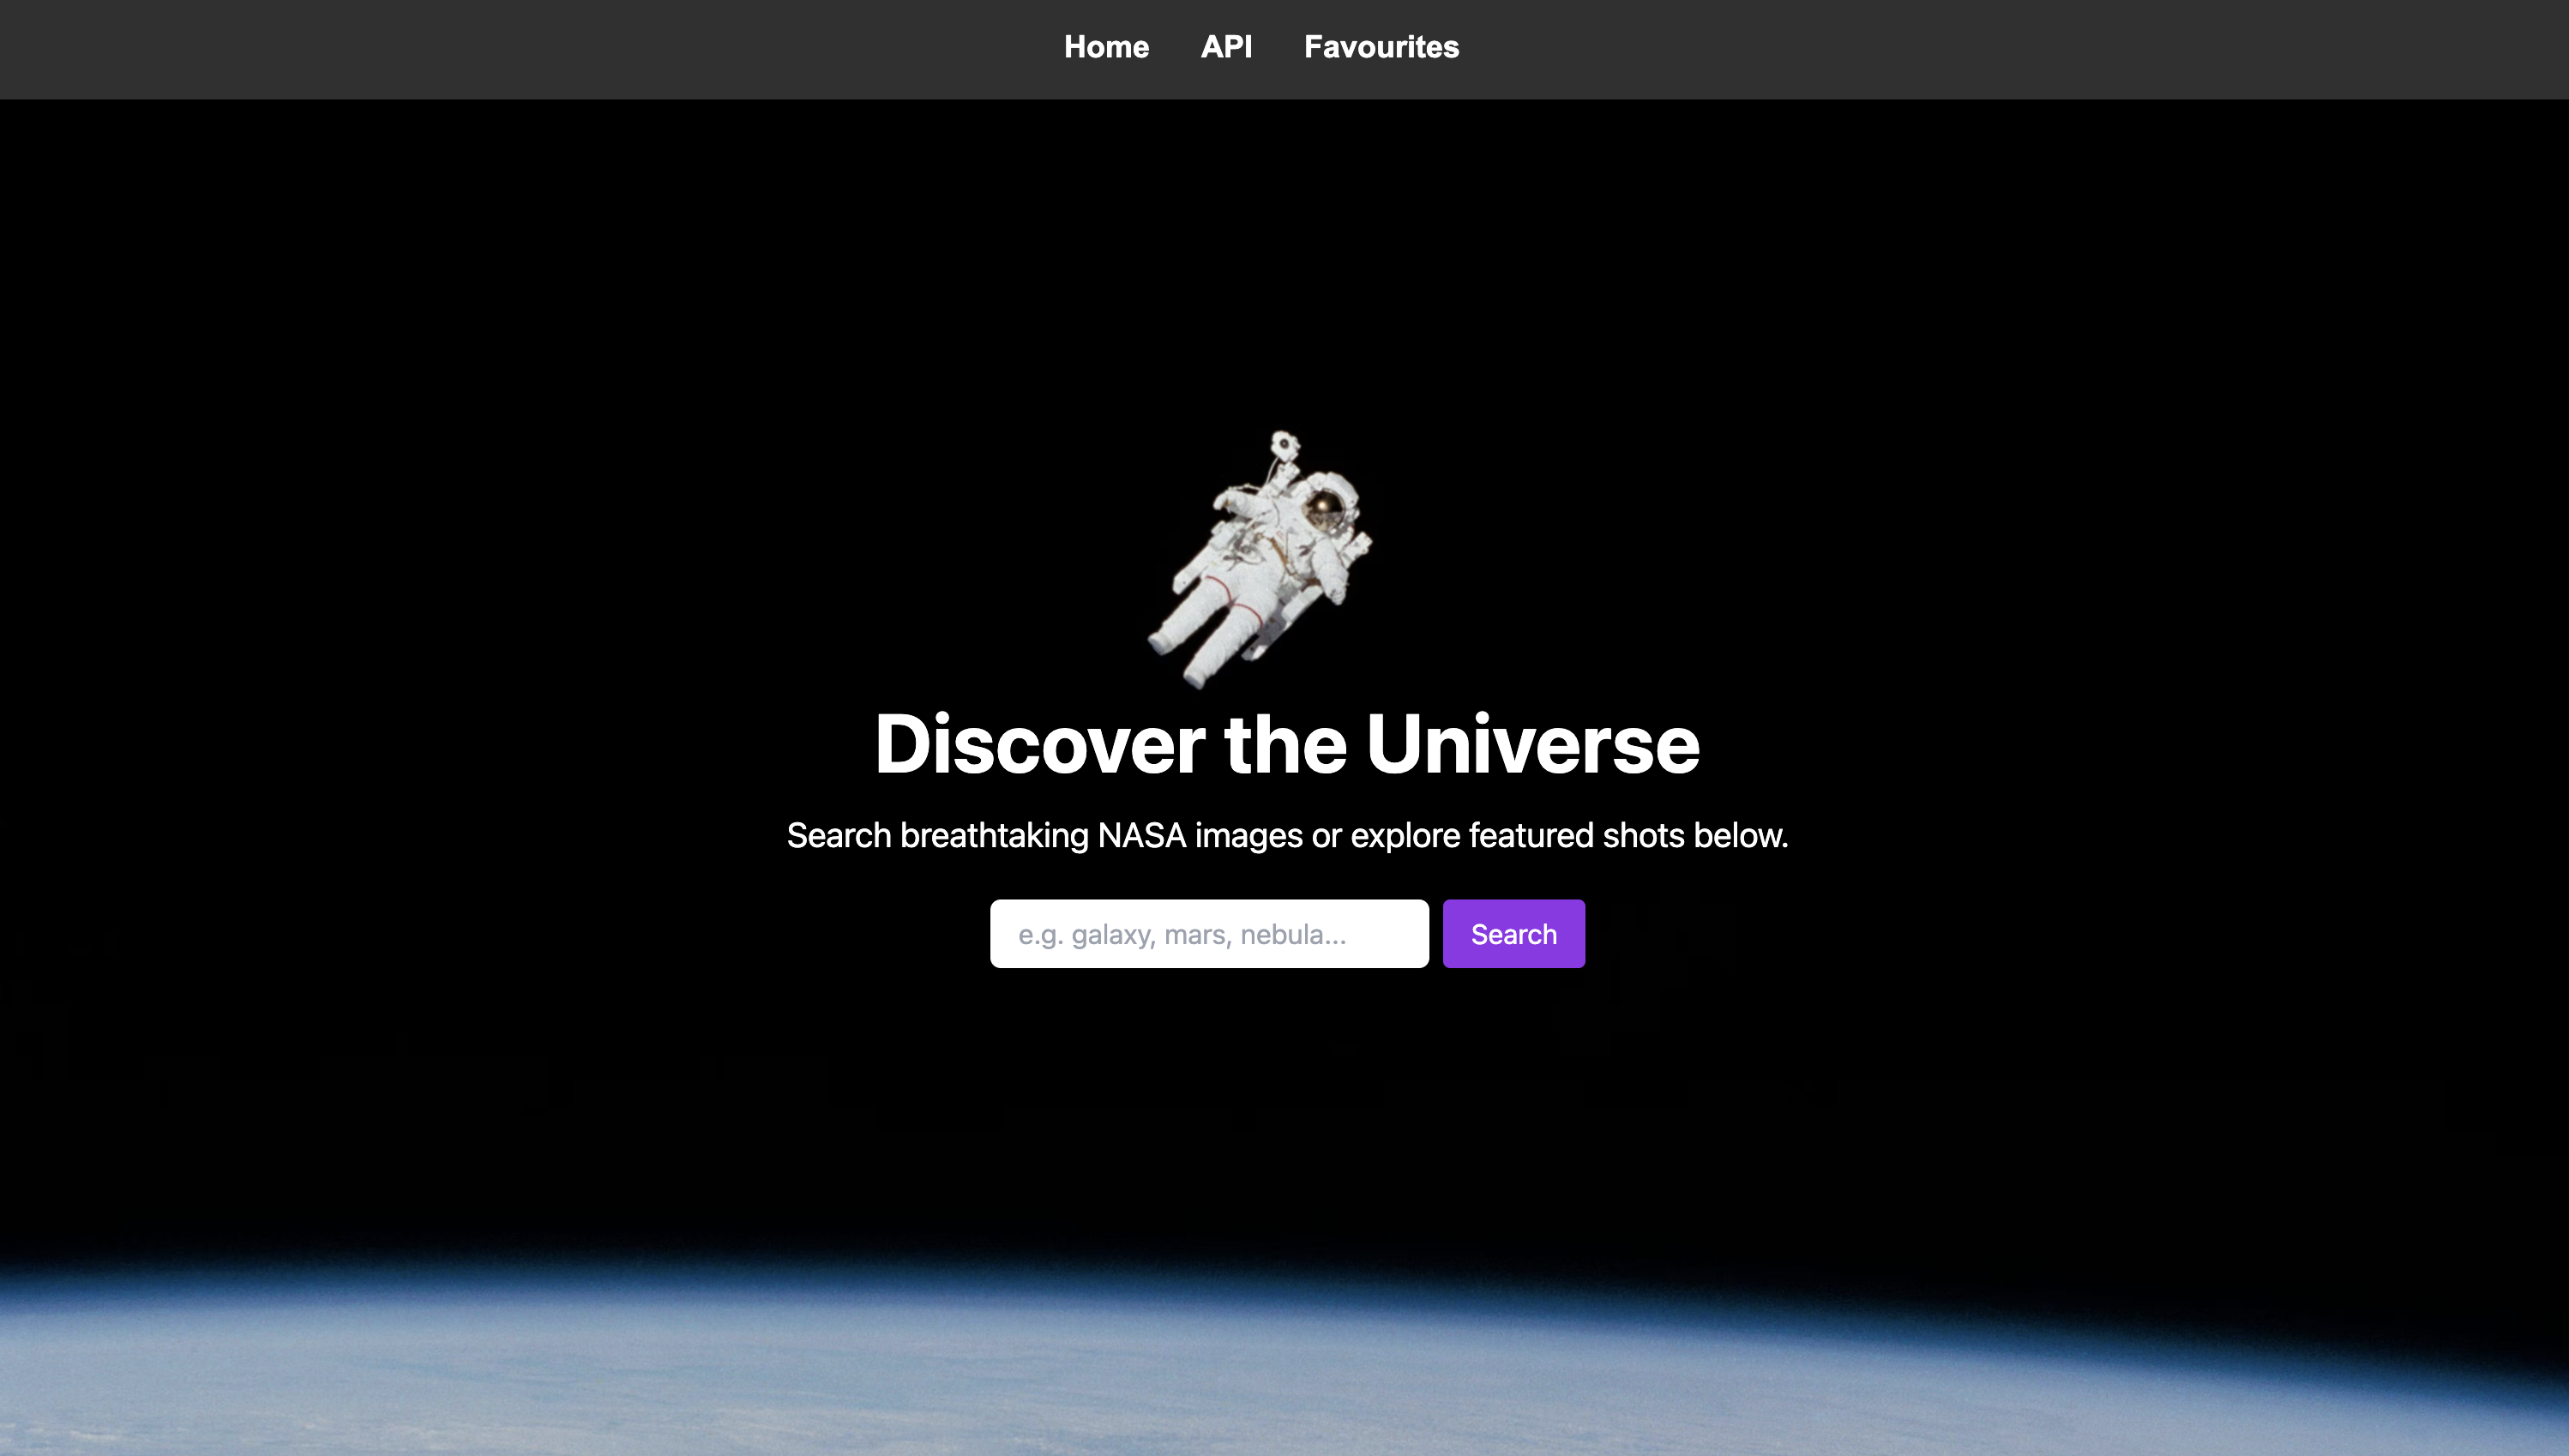 Home API Favourites
Discover the Universe
Search breathtaking NASA images or explore featured shots below.
e.g. galaxy, mars, nebula... Search